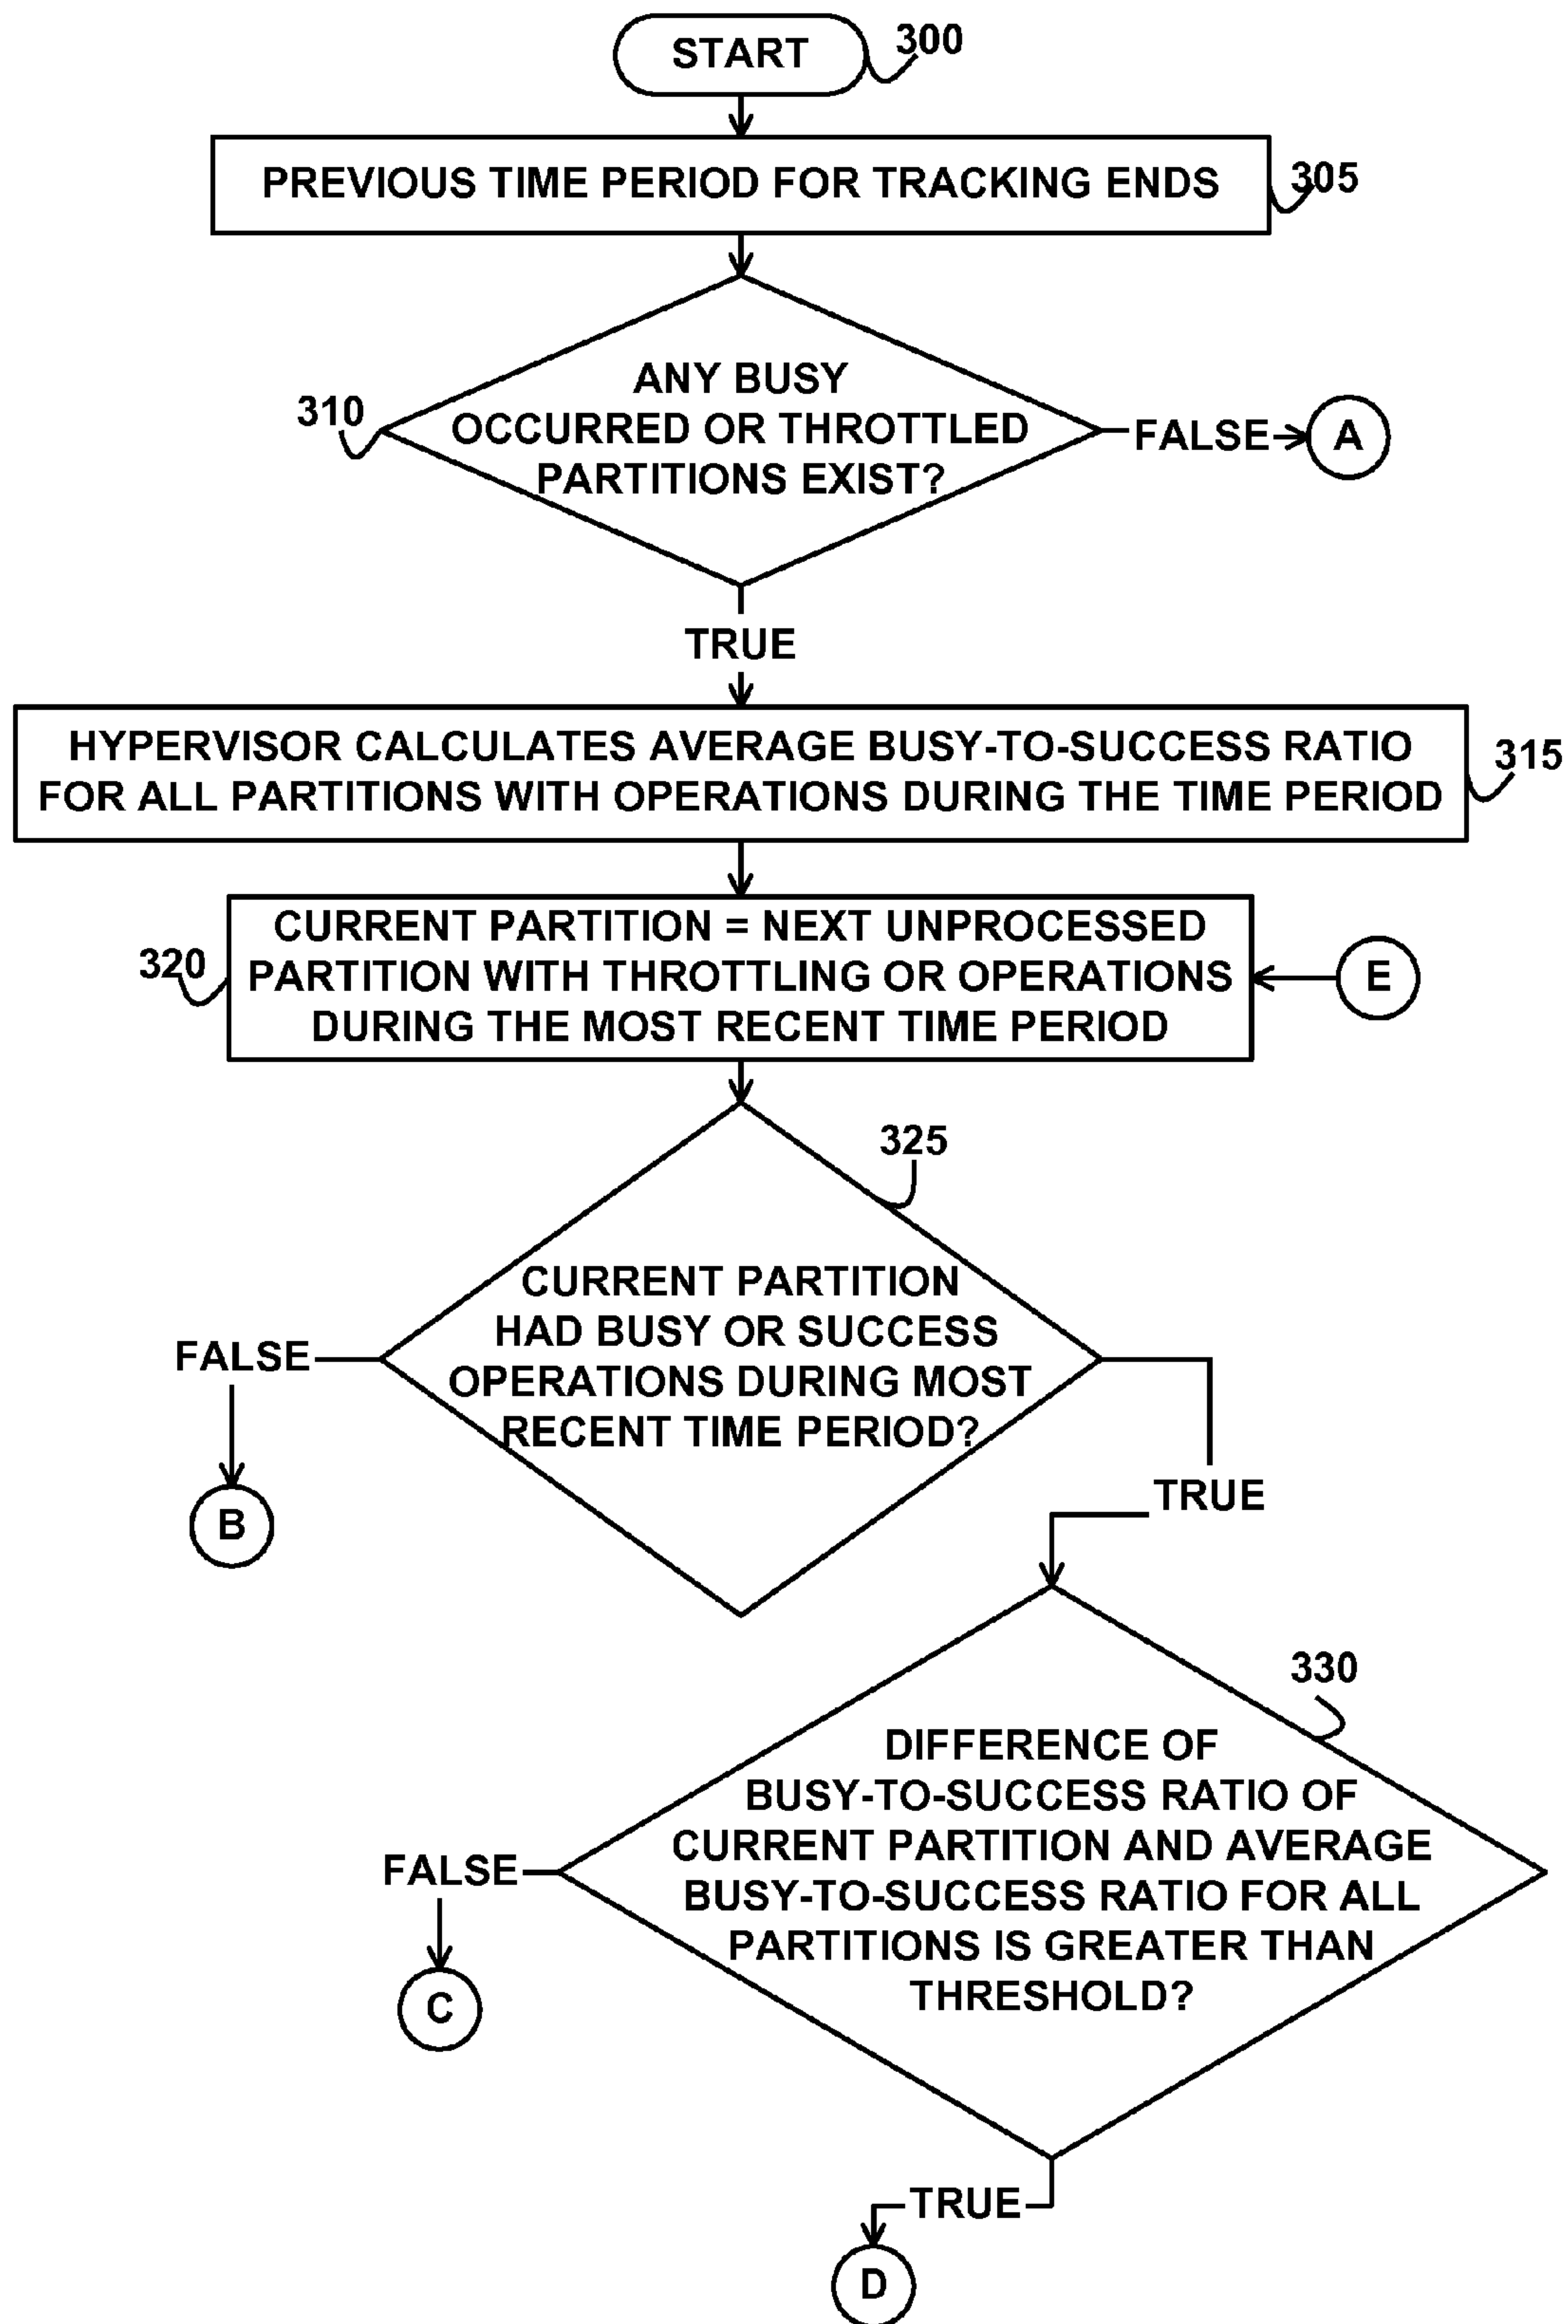 START
300
PREVIOUS TIME PERIOD FOR TRACKING ENDS
305
ANY BUSY
OCCURRED OR THROTTLED
PARTITIONS EXIST?
310
FALSE
A
TRUE
HYPERVISOR CALCULATES AVERAGE BUSY-TO-SUCCESS RATIO
FOR ALL PARTITIONS WITH OPERATIONS DURING THE TIME PERIOD
315
CURRENT PARTITION = NEXT UNPROCESSED
PARTITION WITH THROTTLING OR OPERATIONS
DURING THE MOST RECENT TIME PERIOD
320
E
325
CURRENT PARTITION
HAD BUSY OR SUCCESS
OPERATIONS DURING MOST
RECENT TIME PERIOD?
FALSE
B
TRUE
330
DIFFERENCE OF
BUSY-TO-SUCCESS RATIO OF
CURRENT PARTITION AND AVERAGE
BUSY-TO-SUCCESS RATIO FOR ALL
PARTITIONS IS GREATER THAN
THRESHOLD?
FALSE
C
TRUE
D